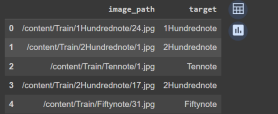 image_path target
0 /content/Train/1Hundrednote/24.jpg 1Hundrednote
1 /content/Train/2Hundrednote/1.jpg 2Hundrednote
2 /content/Train/Tennote/1.jpg Tennote
3 /content/Train/2Hundrednote/17.jpg 2Hundrednote
4 /content/Train/Fiftynote/31.jpg Fiftynote